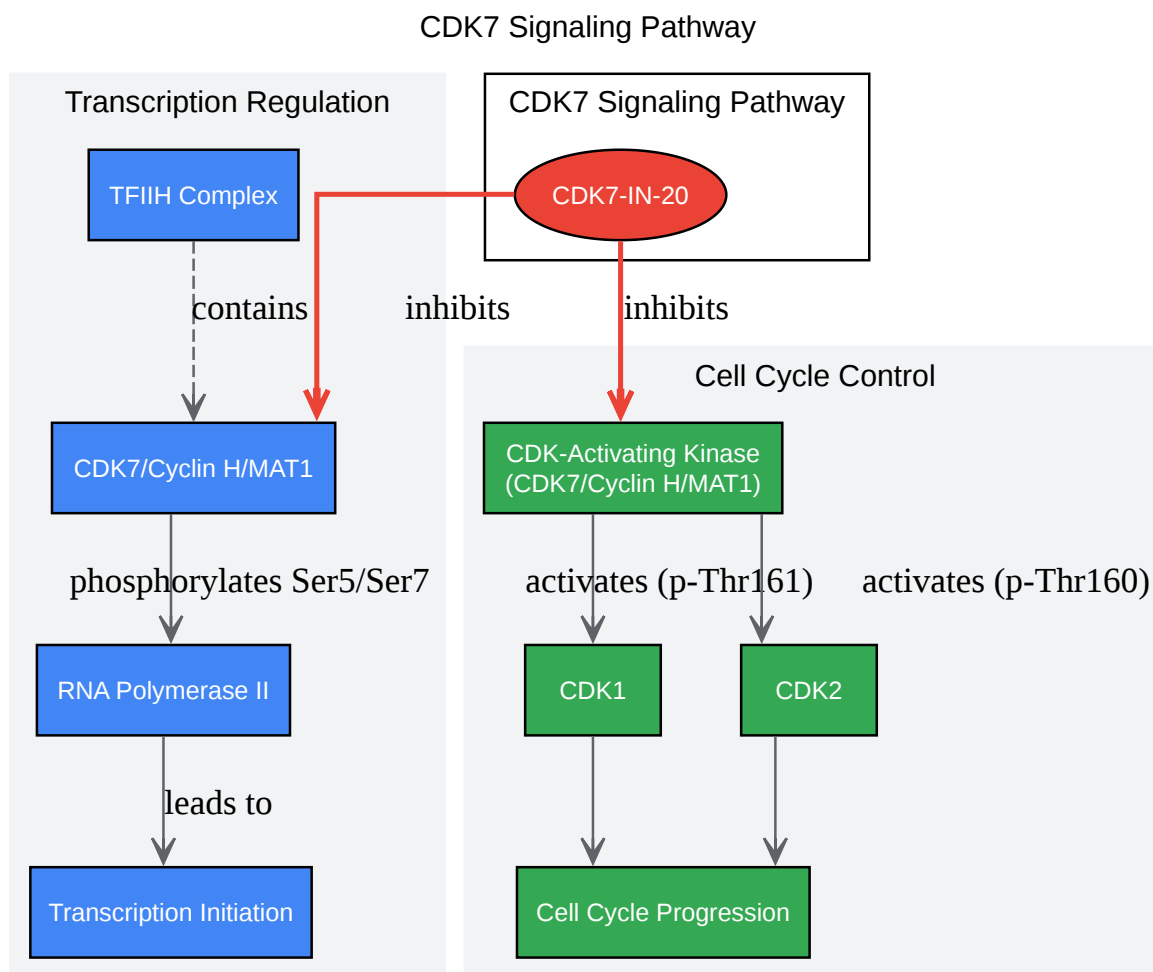 CDK7 Signaling Pathway
Transcription Regulation
CDK7 Signaling Pathway
TFIIH Complex
CDK7-IN-20
contains
inhibits
inhibits
Cell Cycle Control
CDK7/Cyclin H/MAT1
CDK-Activating Kinase
(CDK7/Cyclin H/MAT1)
phosphorylates Ser5/Ser7
activates (p-Thr161)
activates (p-Thr160)
RNA Polymerase II
CDK1
CDK2
leads to
Transcription Initiation
Cell Cycle Progression